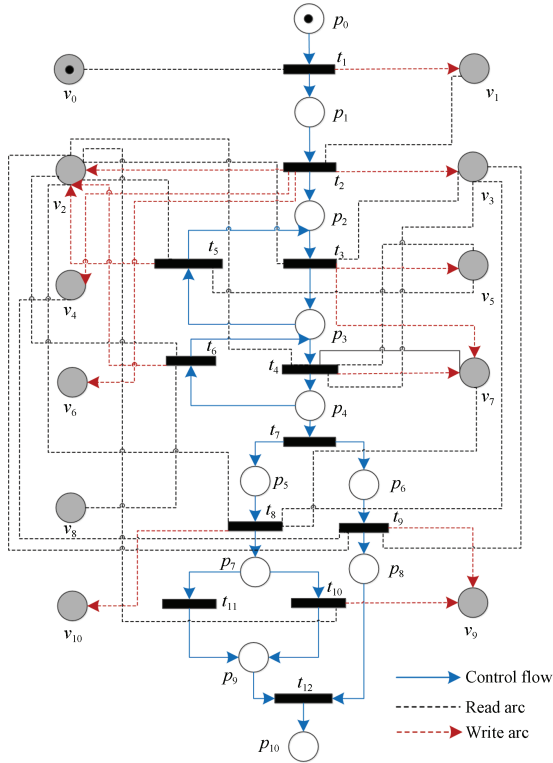 p0
t1
v0
v1
p1
t2
v2
v3
p2
t5
t3
v4
v5
p3
t6
t4
v6
v7
p4
t7
p5
p6
t8
t9
v8
p7
p8
t11
t10
v10
v9
p9
Control flow
t12
Read arc
Write arc
p10